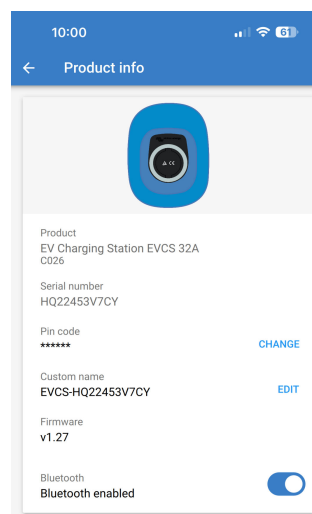 10:00
61
Product info
Product
EV Charging Station EVCS 32A
C026
Serial number
HQ22453V7CY
Pin code
******
CHANGE
Custom name
EVCS-HQ22453V7CY
EDIT
Firmware
v1.27
Bluetooth
Bluetooth enabled